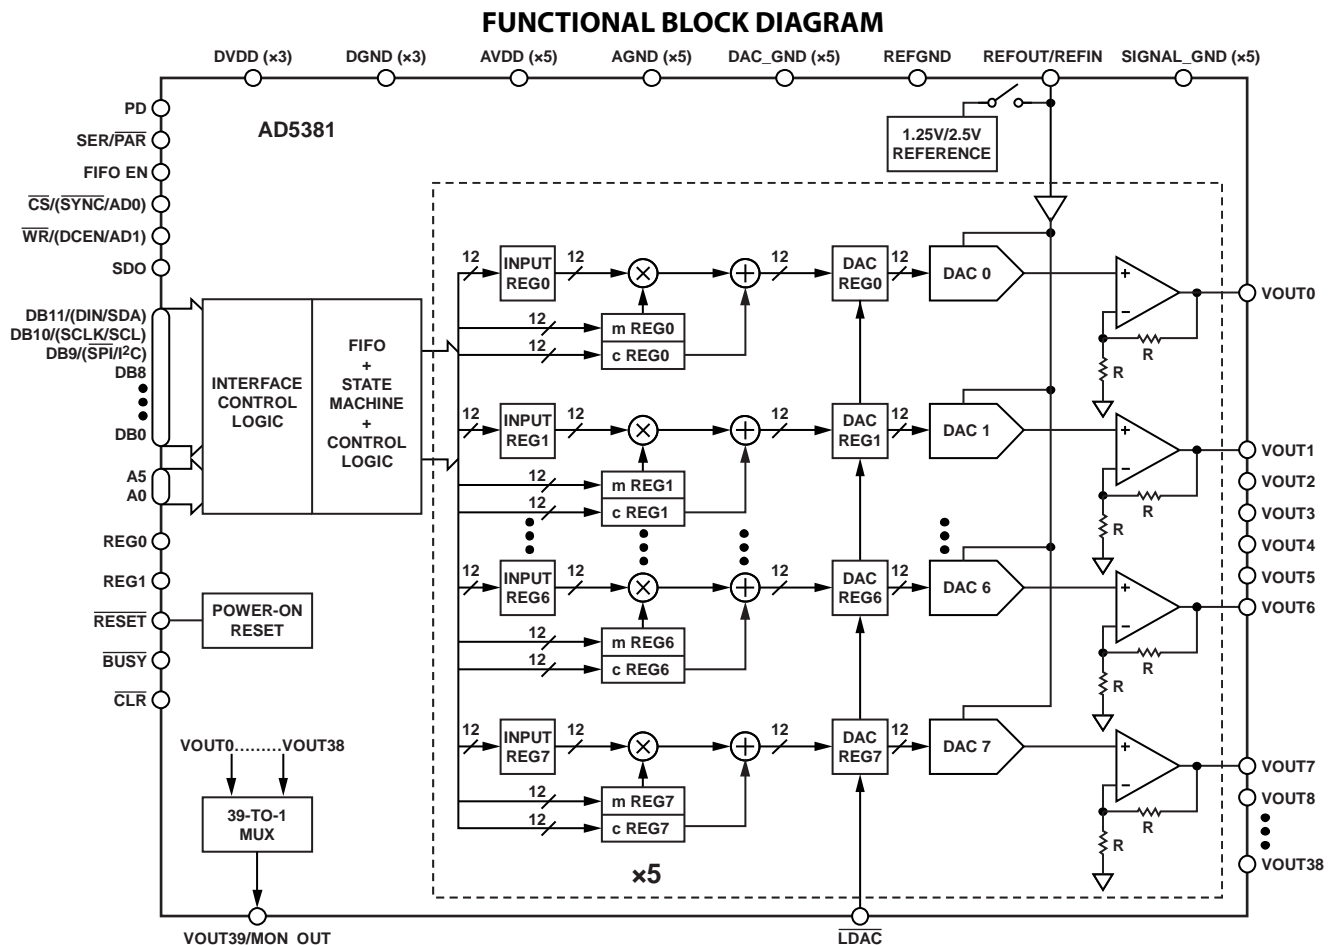 FUNCTIONAL BLOCK DIAGRAM
DVDD (×3)
DGND (×3)
AVDD (×5)
AGND (×5)
DAC_GND (×5)
REFGND
REFOUT/REFIN
SIGNAL_GND (×5)
PD
SER/PAR
FIFO EN
CS/(SYNC/AD0)
WR/(DCEN/AD1)
SDO
DB11/(DIN/SDA)
DB10/(SCLK/SCL)
DB9/(SPI/I²C)
DB8
DB0
A5
A0
REG0
REG1
RESET
BUSY
CLR
AD5381
1.25V/2.5V
REFERENCE
INTERFACE
CONTROL
LOGIC
FIFO
+
STATE
MACHINE
+
CONTROL
LOGIC
POWER-ON
RESET
VOUT0.........VOUT38
39-TO-1
MUX
VOUT39/MON_OUT
12
INPUT
REG0
12
×
+
12
DAC
REG0
12
DAC 0
+
–
R
R
VOUT0
12
m REG0
12
c REG0
12
INPUT
REG1
12
×
+
12
DAC
REG1
12
DAC 1
+
–
R
R
VOUT1
12
m REG1
12
c REG1
VOUT2
VOUT3
VOUT4
VOUT5
12
INPUT
REG6
12
×
+
12
DAC
REG6
12
DAC 6
+
–
R
R
VOUT6
12
m REG6
12
c REG6
12
INPUT
REG7
12
×
+
12
DAC
REG7
12
DAC 7
+
–
R
R
VOUT7
12
m REG7
12
c REG7
VOUT8
VOUT38
×5
LDAC